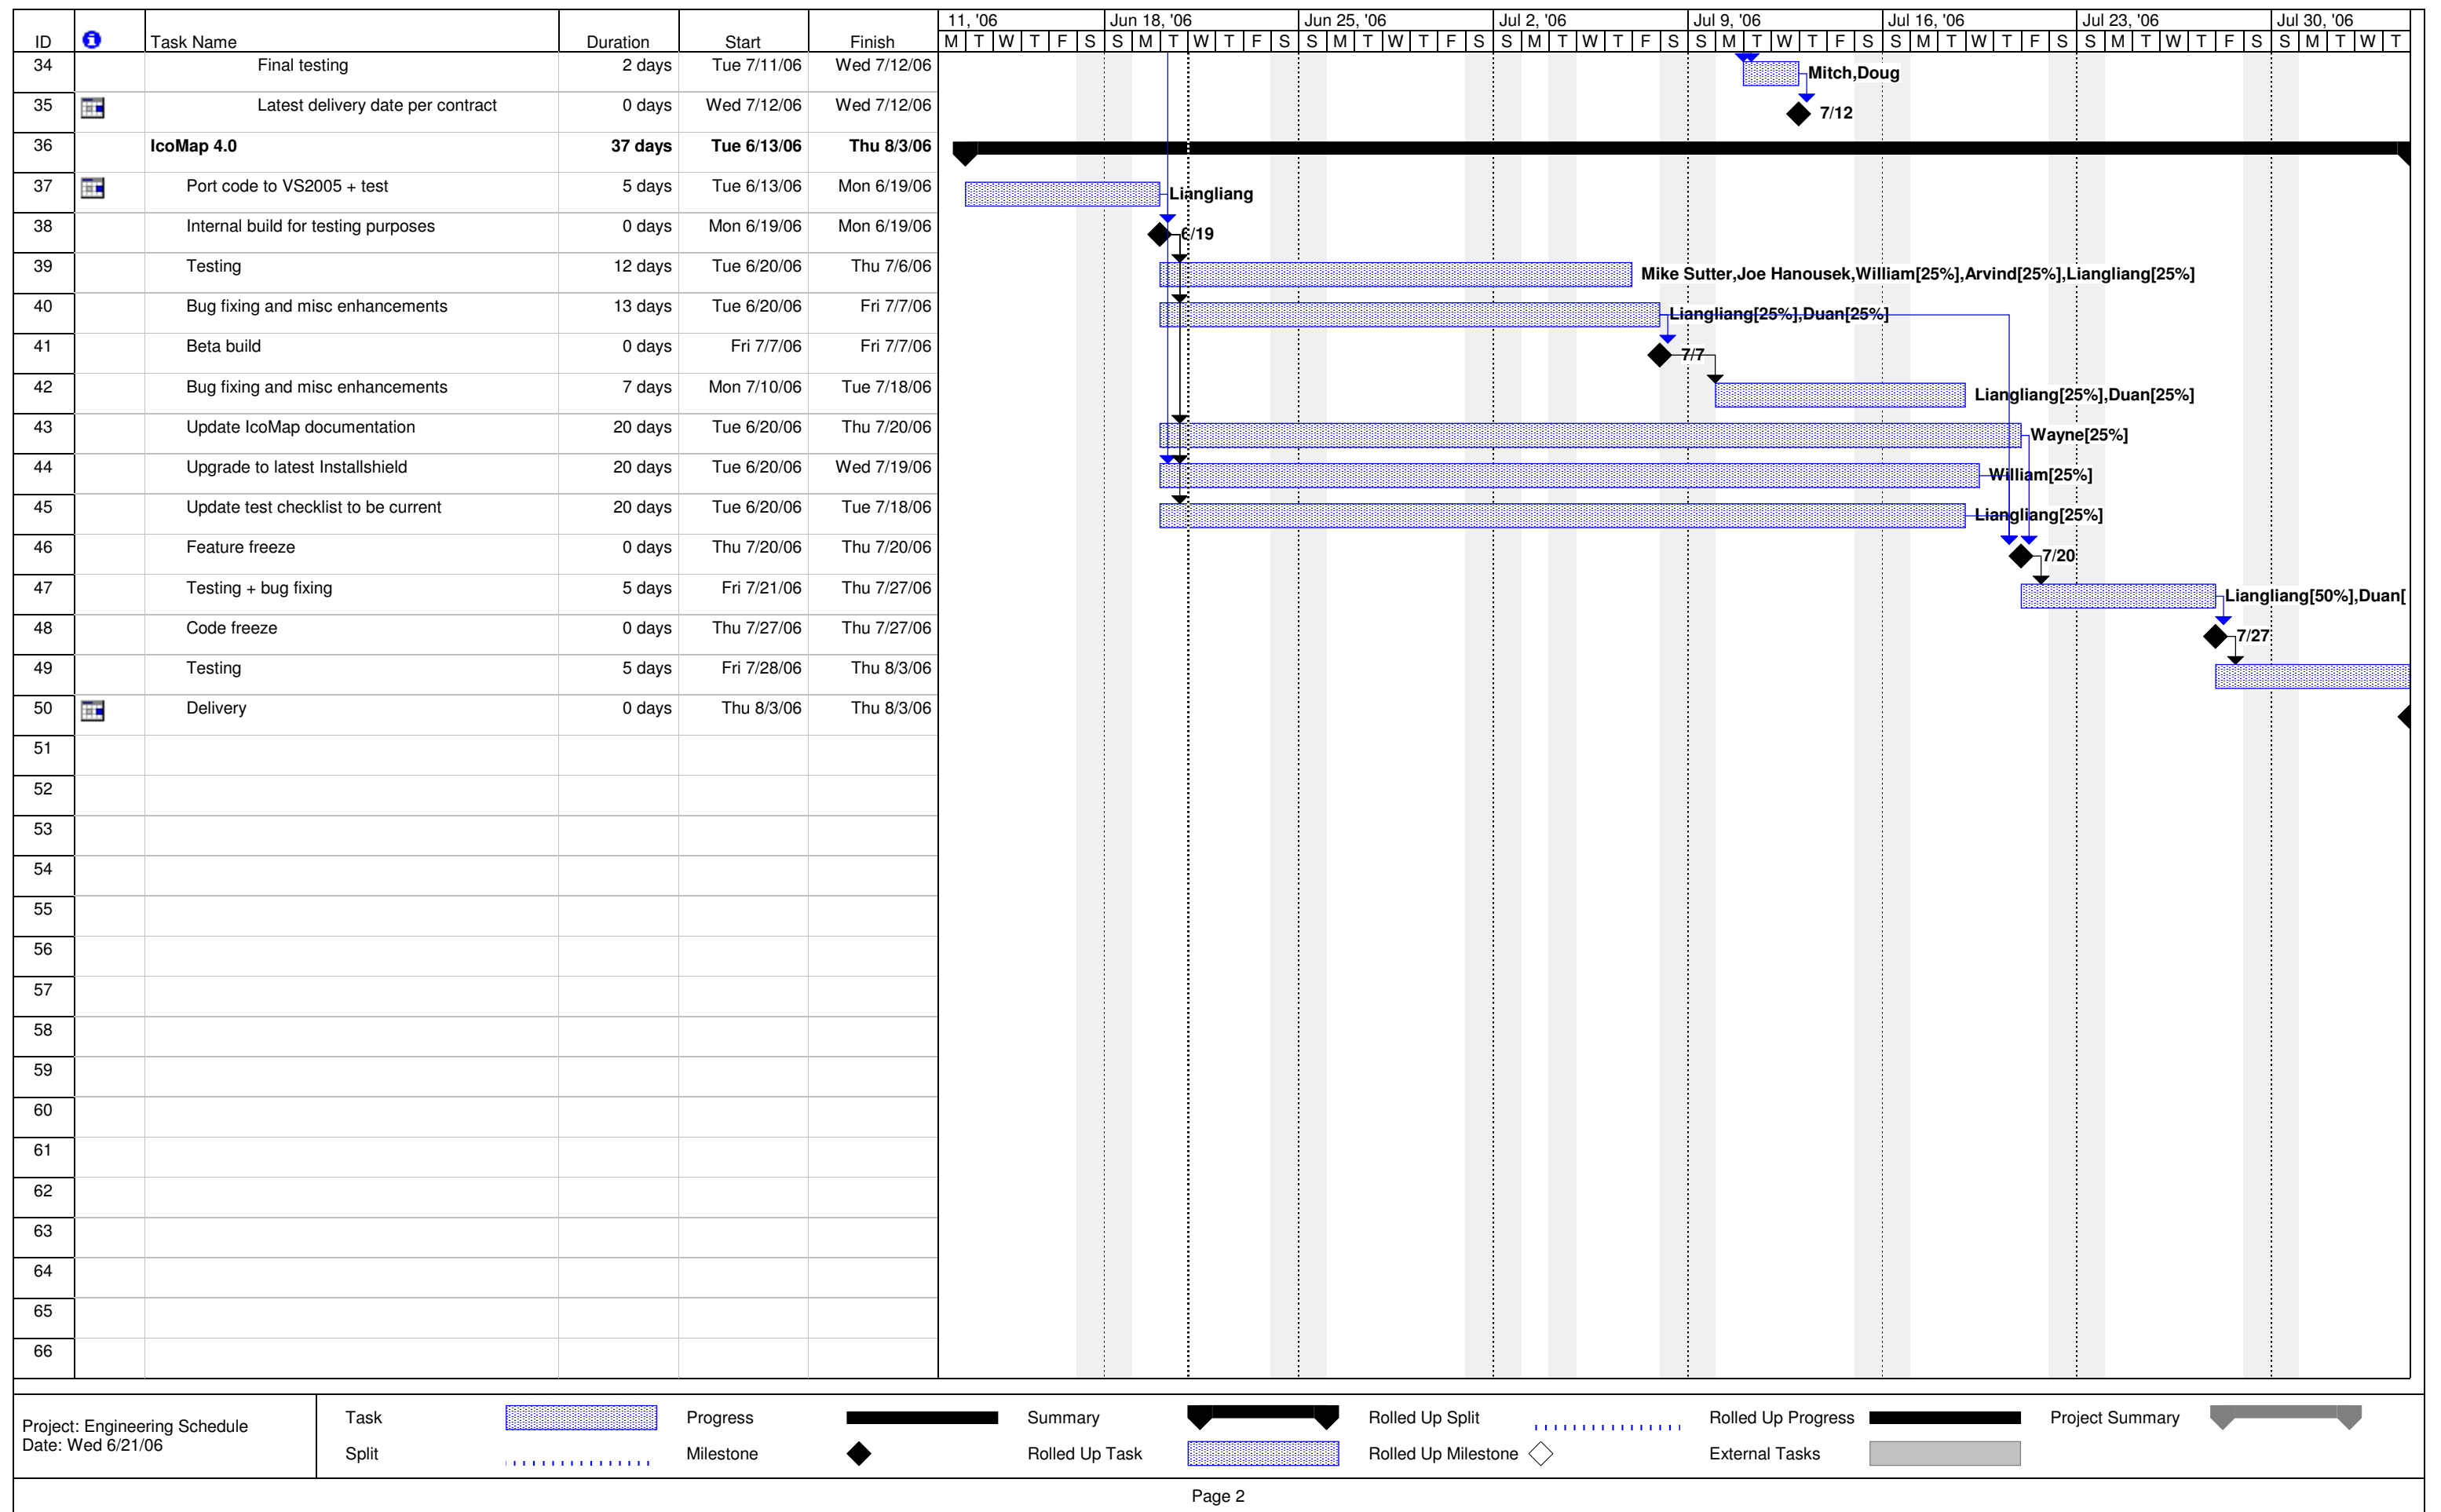 11, '06 Jun 18, '06 Jun 25, '06 Jul 2, '06 Jul 9, '06 Jul 16, '06 Jul 23, '06 Jul 30, '06
ID Task Name Duration Start Finish M T W T F S S M T W T F S S M T W T F S S M T W T F S S M T W T F S S M T W T F S S M T W T F S S M T W T
34 Final testing 2 days Tue 7/11/06 Wed 7/12/06 Mitch,Doug
35 Latest delivery date per contract 0 days Wed 7/12/06 Wed 7/12/06 7/12
36 IcoMap 4.0 37 days Tue 6/13/06 Thu 8/3/06
37 Port code to VS2005 + test 5 days Tue 6/13/06 Mon 6/19/06 Liangliang
38 Internal build for testing purposes 0 days Mon 6/19/06 Mon 6/19/06 6/19
39 Testing 12 days Tue 6/20/06 Thu 7/6/06 Mike Sutter,Joe Hanousek,William[25%],Arvind[25%],Liangliang[25%]
40 Bug fixing and misc enhancements 13 days Tue 6/20/06 Fri 7/7/06 Liangliang[25%],Duan[25%]
41 Beta build 0 days Fri 7/7/06 Fri 7/7/06 7/7
42 Bug fixing and misc enhancements 7 days Mon 7/10/06 Tue 7/18/06 Liangliang[25%],Duan[25%]
43 Update IcoMap documentation 20 days Tue 6/20/06 Thu 7/20/06 Wayne[25%]
44 Upgrade to latest Installshield 20 days Tue 6/20/06 Wed 7/19/06 William[25%]
45 Update test checklist to be current 20 days Tue 6/20/06 Tue 7/18/06 Liangliang[25%]
46 Feature freeze 0 days Thu 7/20/06 Thu 7/20/06 7/20
47 Testing + bug fixing 5 days Fri 7/21/06 Thu 7/27/06 Liangliang[50%],Duan[
48 Code freeze 0 days Thu 7/27/06 Thu 7/27/06 7/27
49 Testing 5 days Fri 7/28/06 Thu 8/3/06
50 Delivery 0 days Thu 8/3/06 Thu 8/3/06
51
52
53
54
55
56
57
58
59
60
61
62
63
64
65
66
Project: Engineering Schedule
Date: Wed 6/21/06
Task Progress Summary Rolled Up Split Rolled Up Progress Project Summary
Split Milestone Rolled Up Task Rolled Up Milestone External Tasks
Page 2